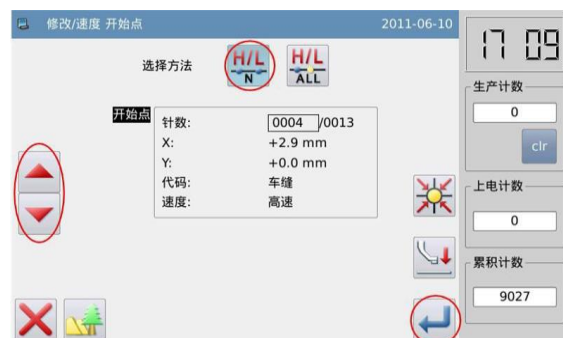 修改/速度 开始点
2011-06-10
17 09
选择方法
H/L
N
H/L
ALL
开始点
针数: 0004 /0013
X: +2.9 mm
Y: +0.0 mm
代码: 车缝
速度: 高速
生产计数
0
clr
上电计数
0
累积计数
9027